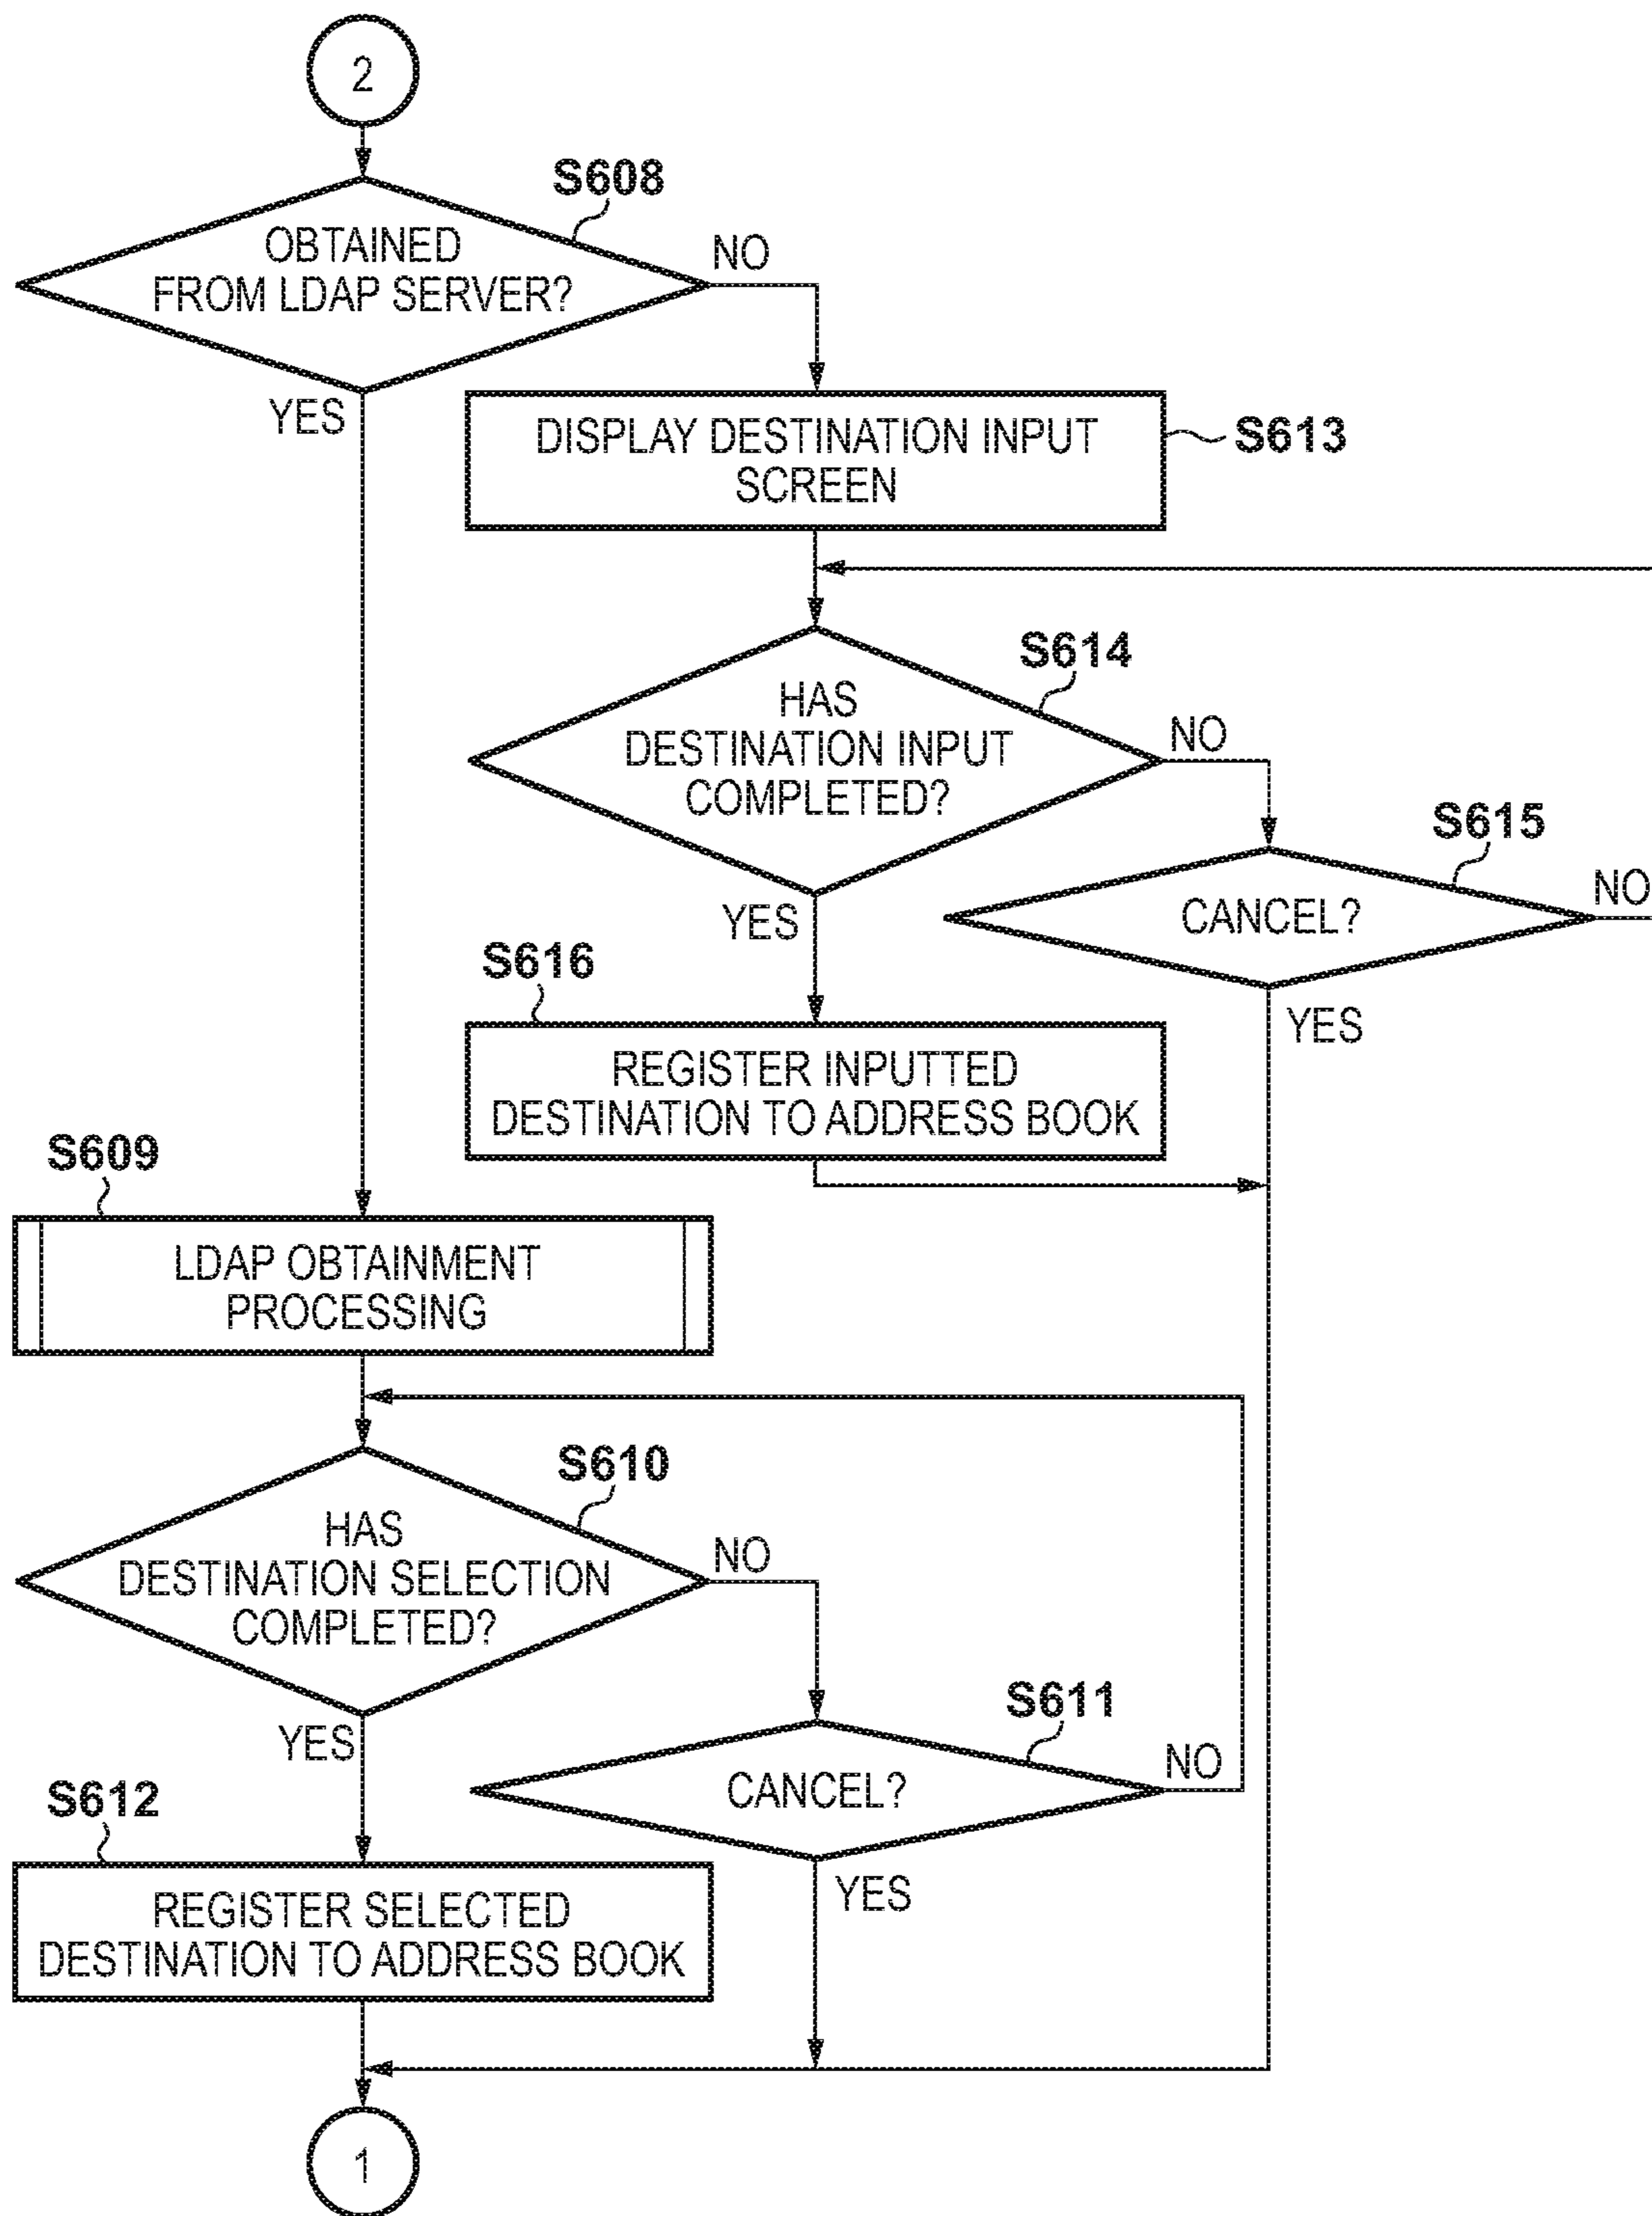 2
S608
OBTAINED
FROM LDAP SERVER?
NO
YES
DISPLAY DESTINATION INPUT
SCREEN
S613
S614
HAS
DESTINATION INPUT
COMPLETED?
NO
YES
S615
CANCEL?
NO
YES
S616
REGISTER INPUTTED
DESTINATION TO ADDRESS BOOK
S609
LDAP OBTAINMENT
PROCESSING
S610
HAS
DESTINATION SELECTION
COMPLETED?
NO
YES
S611
CANCEL?
NO
YES
S612
REGISTER SELECTED
DESTINATION TO ADDRESS BOOK
1